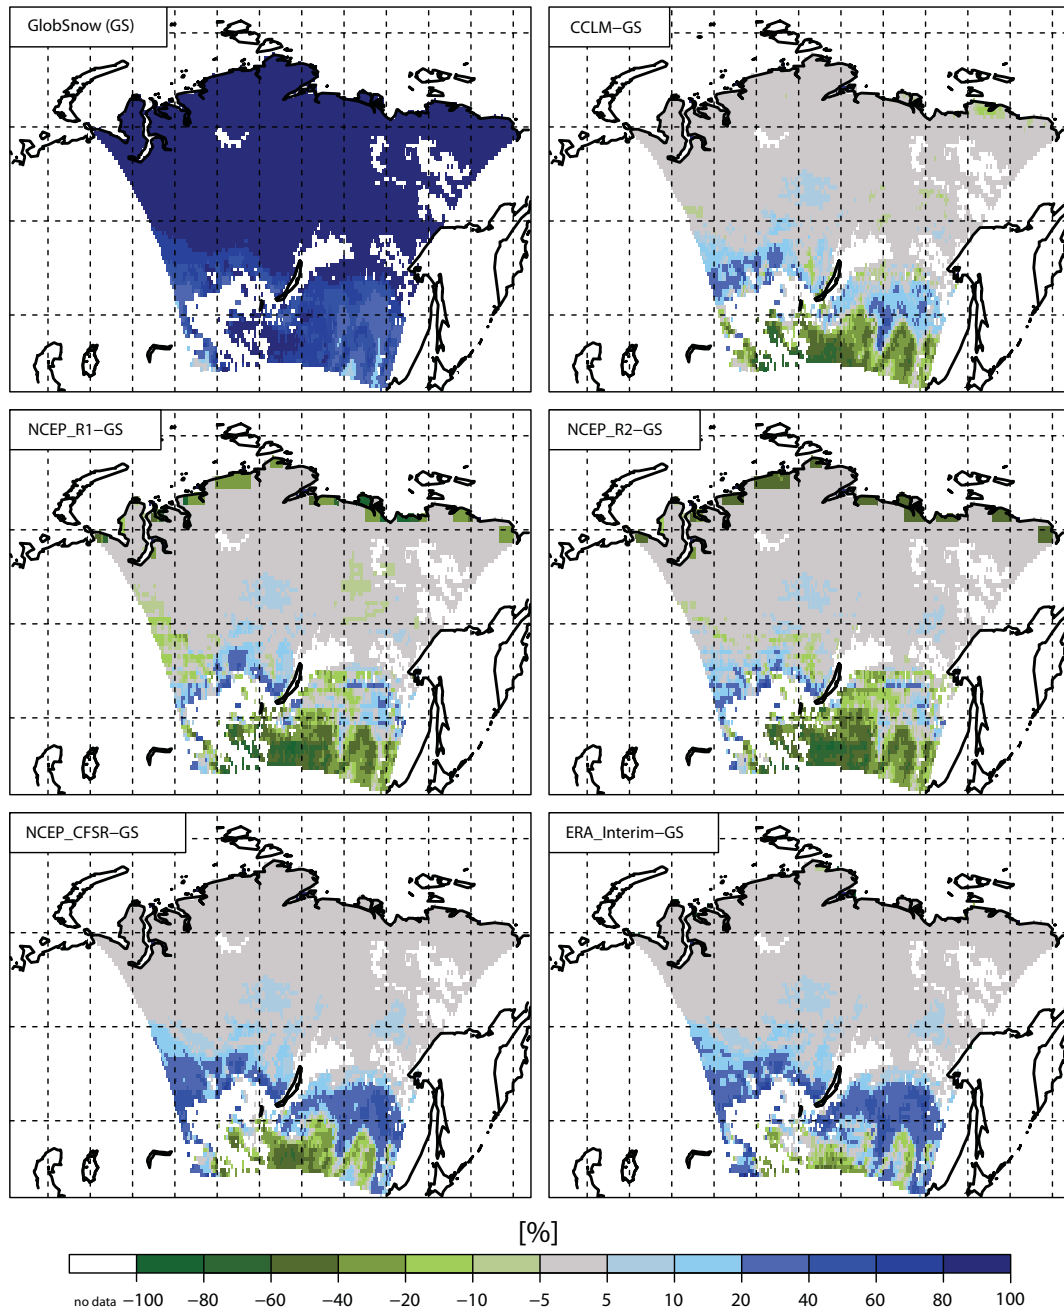 GlobSnow (GS)
CCLM−GS
NCEP_R1−GS
NCEP_R2−GS
NCEP_CFSR−GS
ERA_Interim−GS
[%]
no data −100 −80 −60 −40 −20 −10 −5 5 10 20 40 60 80 100